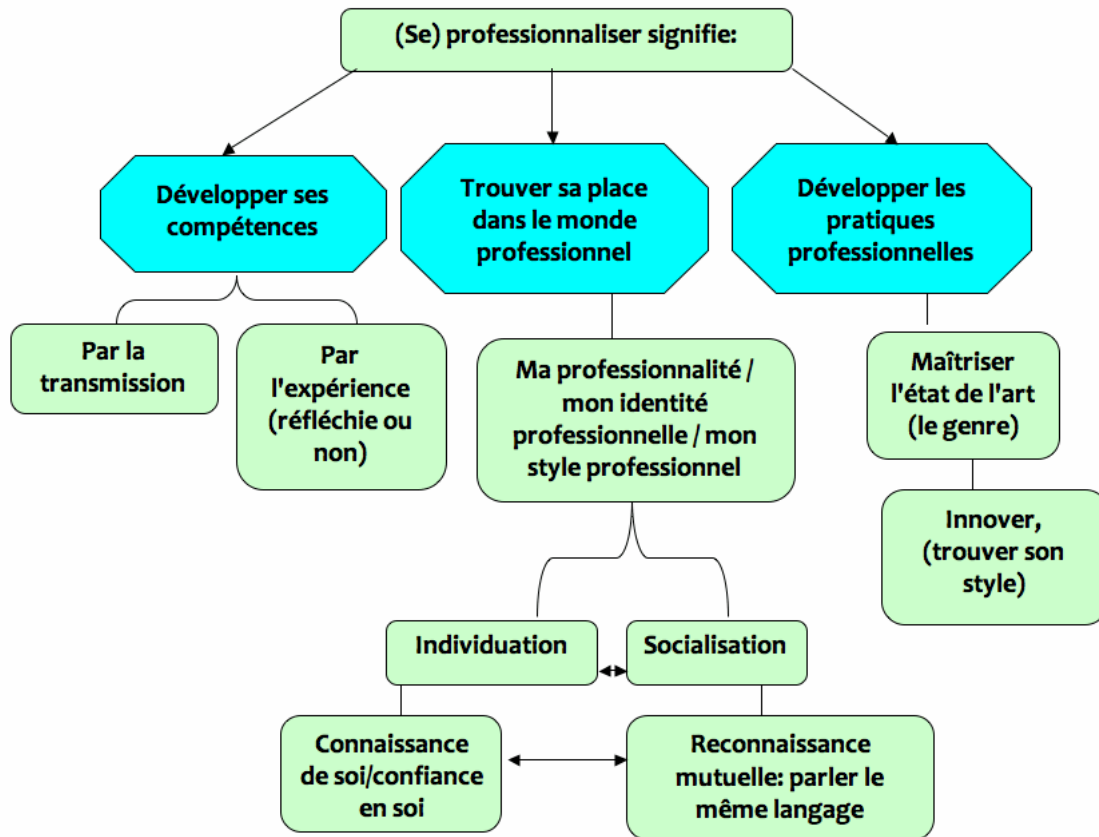 (Se) professionnaliser signifie:
Développer ses
compétences
Trouver sa place
dans le monde
professionnel
Développer les
pratiques
professionnelles
Par la
transmission
Par
l'expérience
(réfléchie ou
non)
Ma professionnalité /
mon identité
professionnelle / mon
style professionnel
Maîtriser
l'état de l'art
(le genre)
Innover,
(trouver son
style)
Individuation
Socialisation
Connaissance
de soi/confiance
en soi
Reconnaissance
mutuelle: parler le
même langage